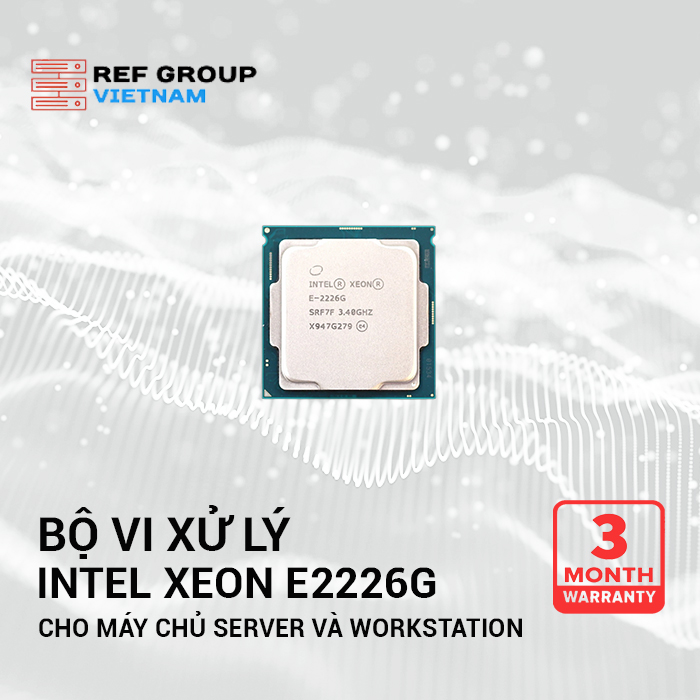 REF GROUP
VIETNAM
INTEL® XEON®
E-2226G
SRF7F 3.40GHZ
X947G279
BỘ VI XỬ LÝ
INTEL XEON E2226G
CHO MÁY CHỦ SERVER VÀ WORKSTATION
3
MONTH
WARRANTY